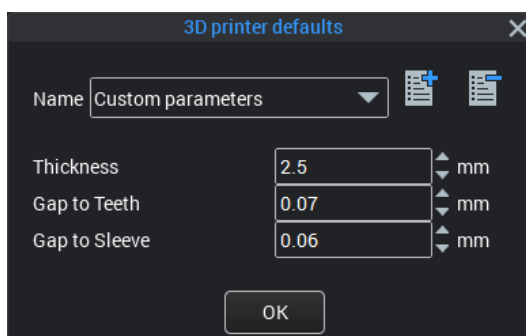 3D printer defaults
Name Custom parameters
Thickness 2.5 mm
Gap to Teeth 0.07 mm
Gap to Sleeve 0.06 mm
OK